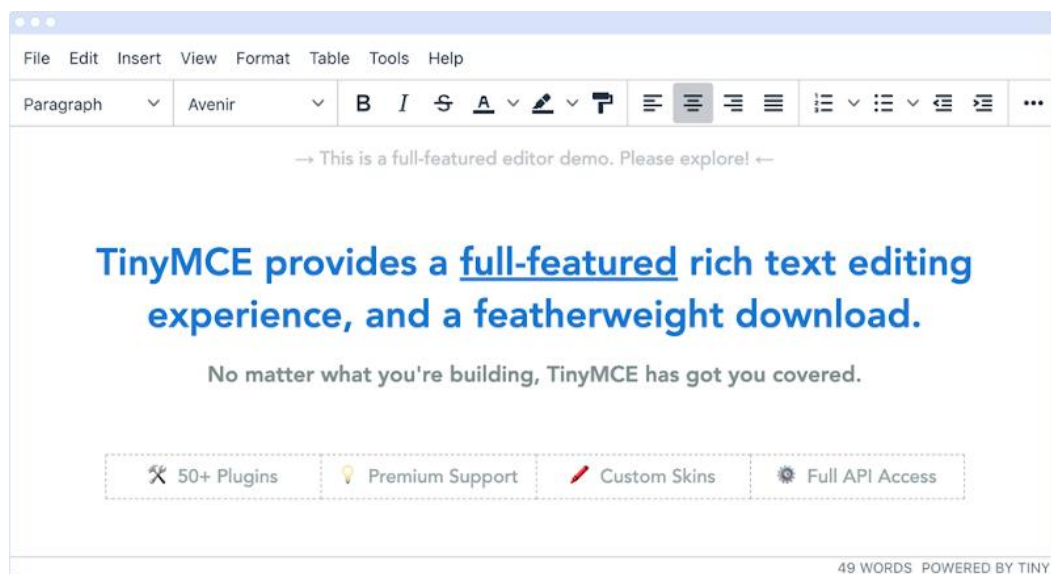 File Edit Insert View Format Table Tools Help
Paragraph Avenir B I S A
→ This is a full-featured editor demo. Please explore! ←
TinyMCE provides a full-featured rich text editing
experience, and a featherweight download.
No matter what you're building, TinyMCE has got you covered.
50+ Plugins Premium Support Custom Skins Full API Access
49 WORDS POWERED BY TINY